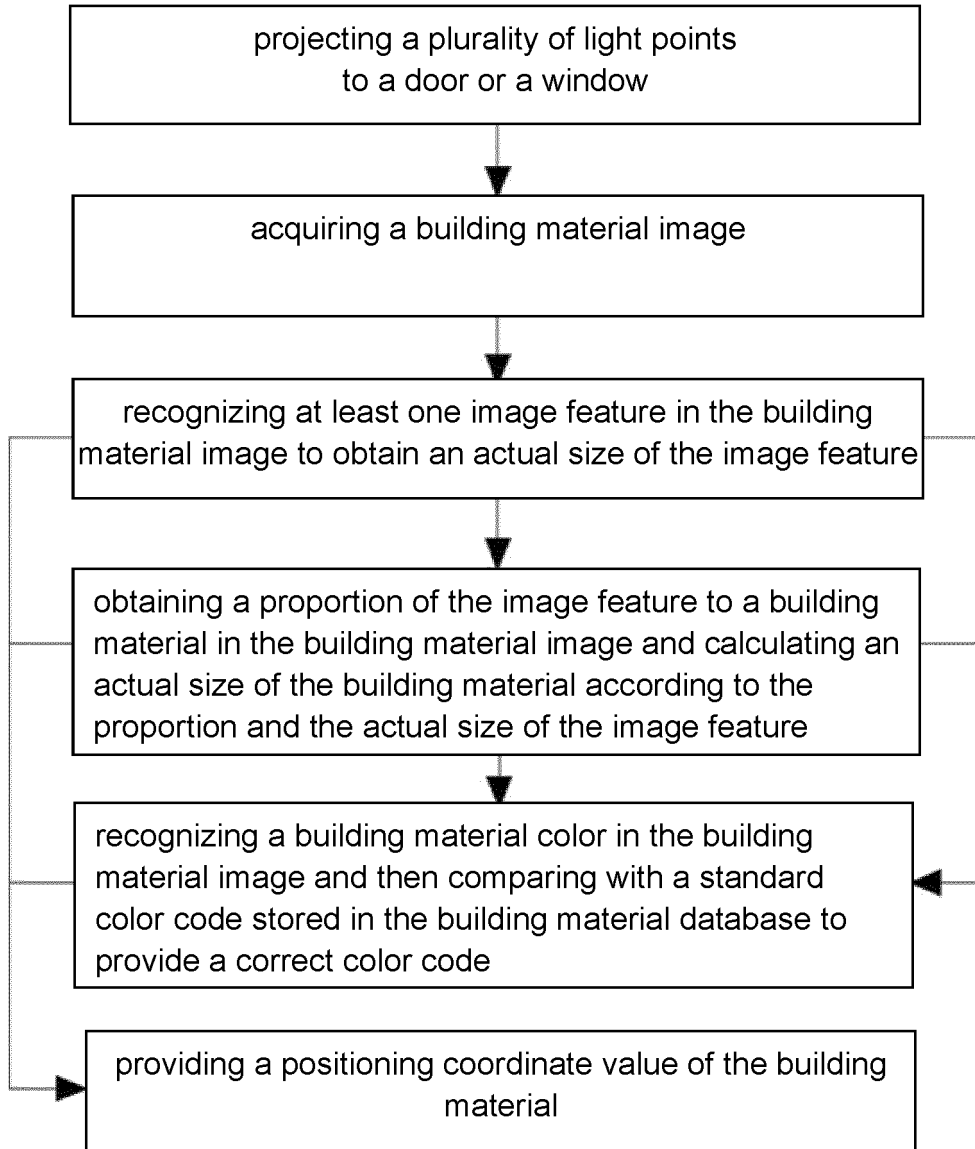 projecting a plurality of light points
to a door or a window
acquiring a building material image
recognizing at least one image feature in the building
material image to obtain an actual size of the image feature
obtaining a proportion of the image feature to a building
material in the building material image and calculating an
actual size of the building material according to the
proportion and the actual size of the image feature
recognizing a building material color in the building
material image and then comparing with a standard
color code stored in the building material database to
provide a correct color code
providing a positioning coordinate value of the building
material